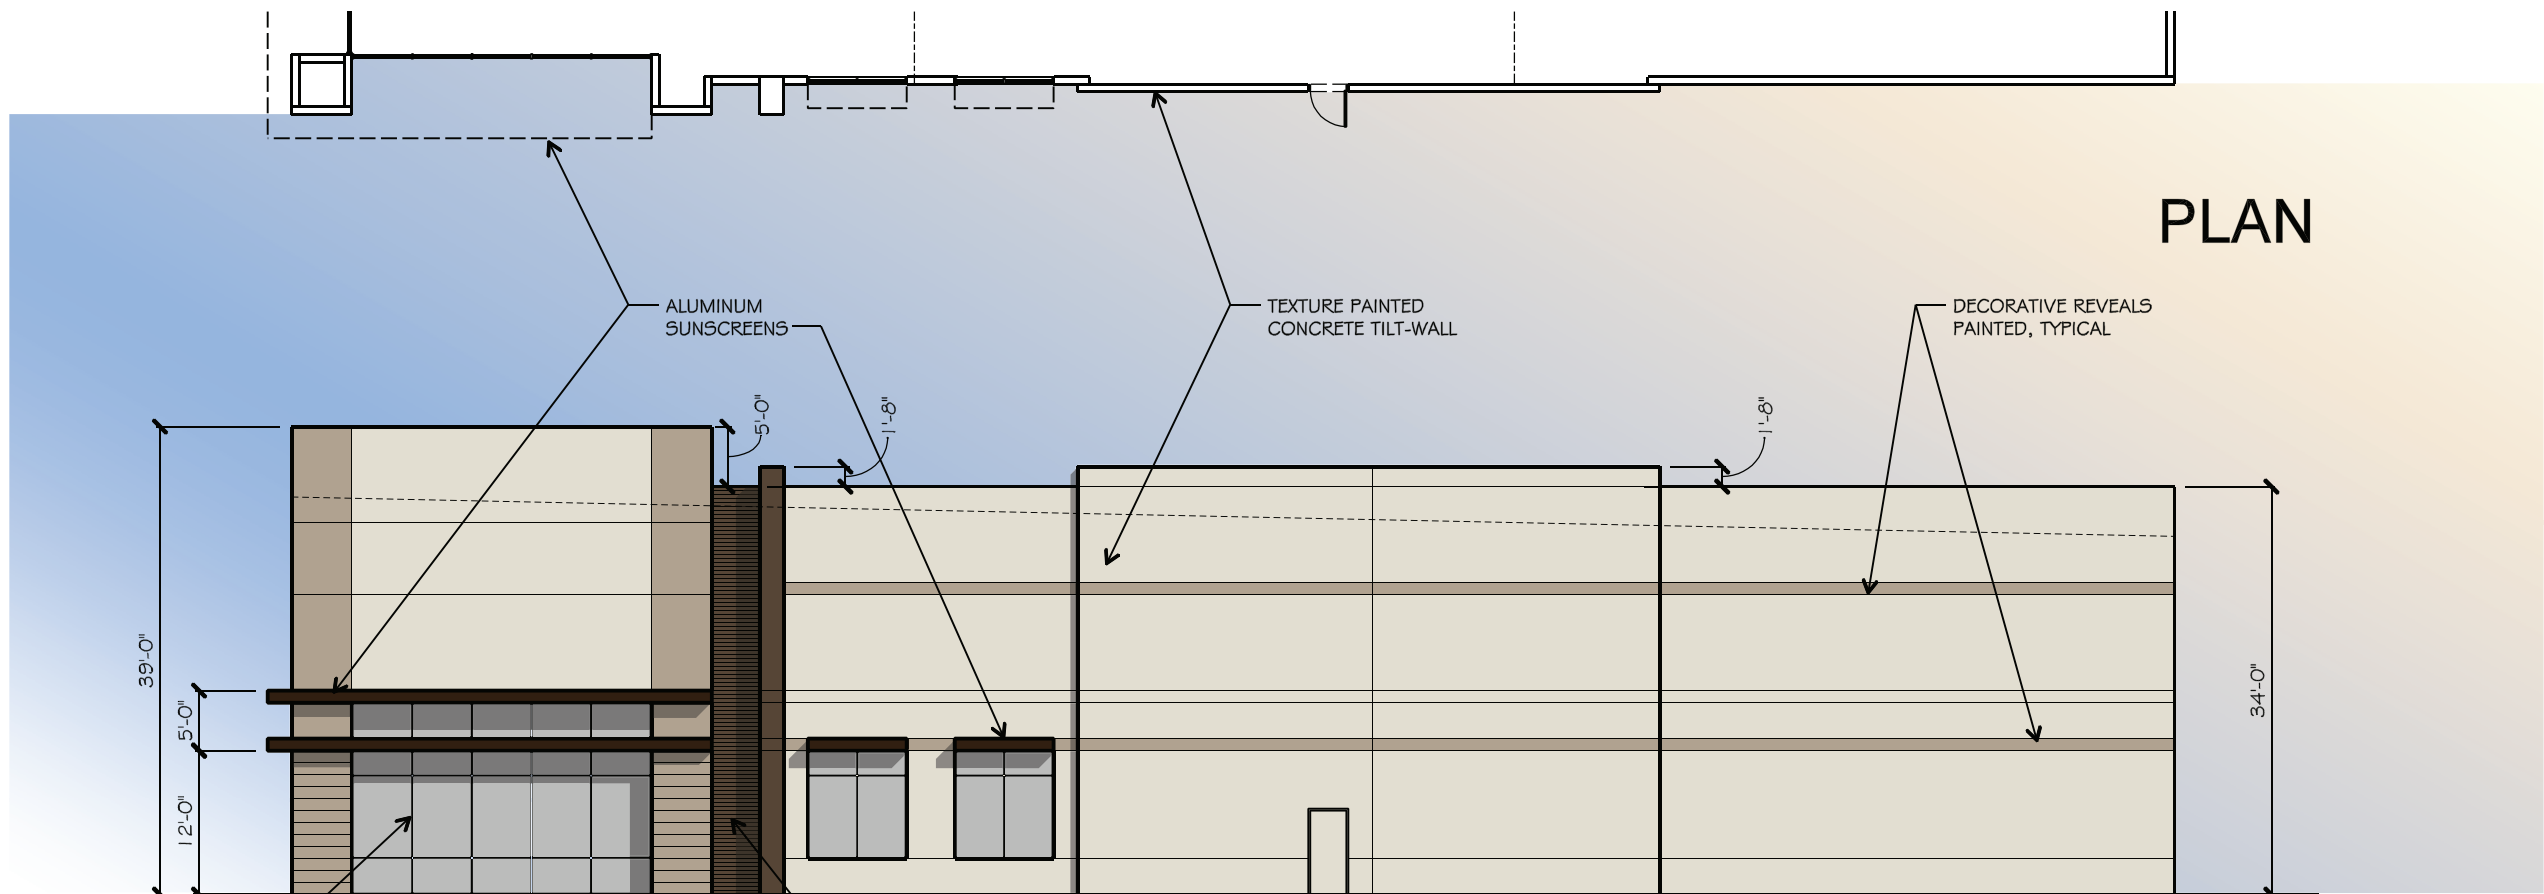 PLAN
ALUMINUM
SUNSCREENS
TEXTURE PAINTED
CONCRETE TILT-WALL
DECORATIVE REVEALS
PAINTED, TYPICAL
5'-0"
1'-8"
1'-8"
39'-0"
5'-0"
12'-0"
34'-0"